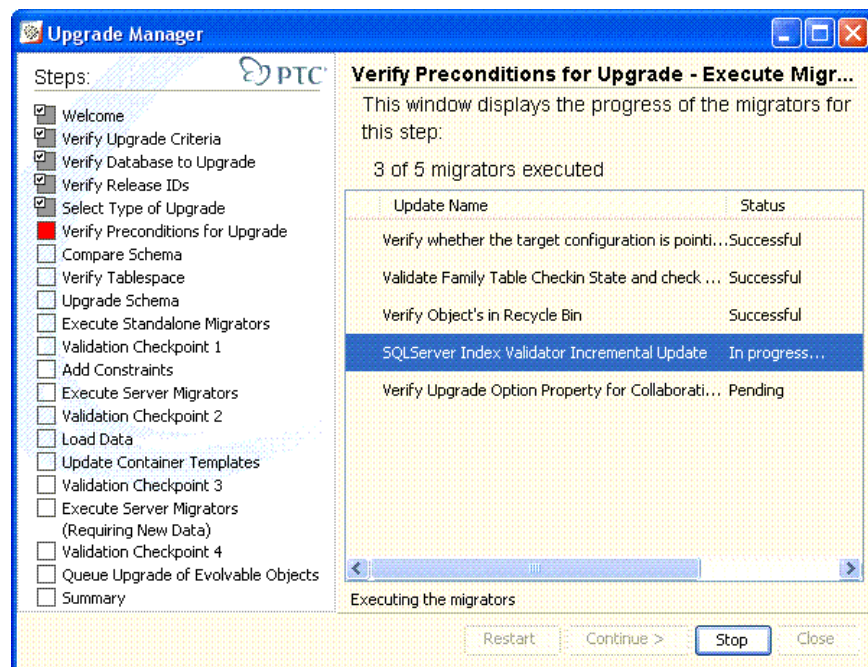 Upgrade Manager
Steps:
PTC
Welcome
Verify Upgrade Criteria
Verify Database to Upgrade
Verify Release IDs
Select Type of Upgrade
Verify Preconditions for Upgrade
Compare Schema
Verify Tablespace
Upgrade Schema
Execute Standalone Migrators
Validation Checkpoint 1
Add Constraints
Execute Server Migrators
Validation Checkpoint 2
Load Data
Update Container Templates
Validation Checkpoint 3
Execute Server Migrators
(Requiring New Data)
Validation Checkpoint 4
Queue Upgrade of Evolvable Objects
Summary
Verify Preconditions for Upgrade - Execute Migr...
This window displays the progress of the migrators for
this step:
3 of 5 migrators executed
Update Name Status
Verify whether the target configuration is pointi... Successful
Validate Family Table Checkin State and check ... Successful
Verify Object's in Recycle Bin Successful
SQLServer Index Validator Incremental Update In progress...
Verify Upgrade Option Property for Collaborati... Pending
Executing the migrators
Restart Continue > Stop Close